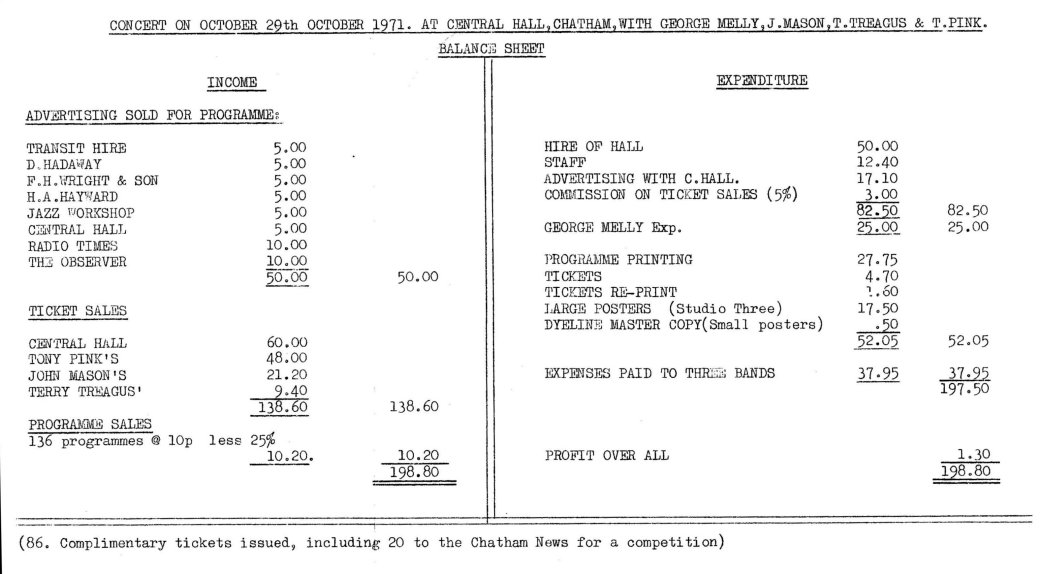 CONCERT ON OCTOBER 29th OCTOBER 1971. AT CENTRAL HALL,CHATHAM,WITH GEORGE MELLY,J.MASON,T.TREAGUS & T.PINK.
BALANCE SHEET
INCOME
ADVERTISING SOLD FOR PROGRAMME:
TRANSIT HIRE 5.00
D.HADAWAY 5.00
F.H.WRIGHT & SON 5.00
H.A.HAYWARD 5.00
JAZZ WORKSHOP 5.00
CENTRAL HALL 5.00
RADIO TIMES 10.00
THE OBSERVER 10.00
50.00 50.00
TICKET SALES
CENTRAL HALL 60.00
TONY PINK'S 48.00
JOHN MASON'S 21.20
TERRY TREAGUS' 9.40
138.60 138.60
PROGRAMME SALES
136 programmes @ 10p less 25%
10.20. 10.20
198.80
EXPENDITURE
HIRE OF HALL 50.00
STAFF 12.40
ADVERTISING WITH C.HALL. 17.10
COMMISSION ON TICKET SALES (5%) 3.00
82.50 82.50
GEORGE MELLY Exp. 25.00 25.00
PROGRAMME PRINTING 27.75
TICKETS 4.70
TICKETS RE-PRINT 1.60
LARGE POSTERS (Studio Three) 17.50
DYELINE MASTER COPY(Small posters) .50
52.05 52.05
EXPENSES PAID TO THREE BANDS 37.95 37.95
197.50
PROFIT OVER ALL 1.30
198.80
(86. Complimentary tickets issued, including 20 to the Chatham News for a competition)